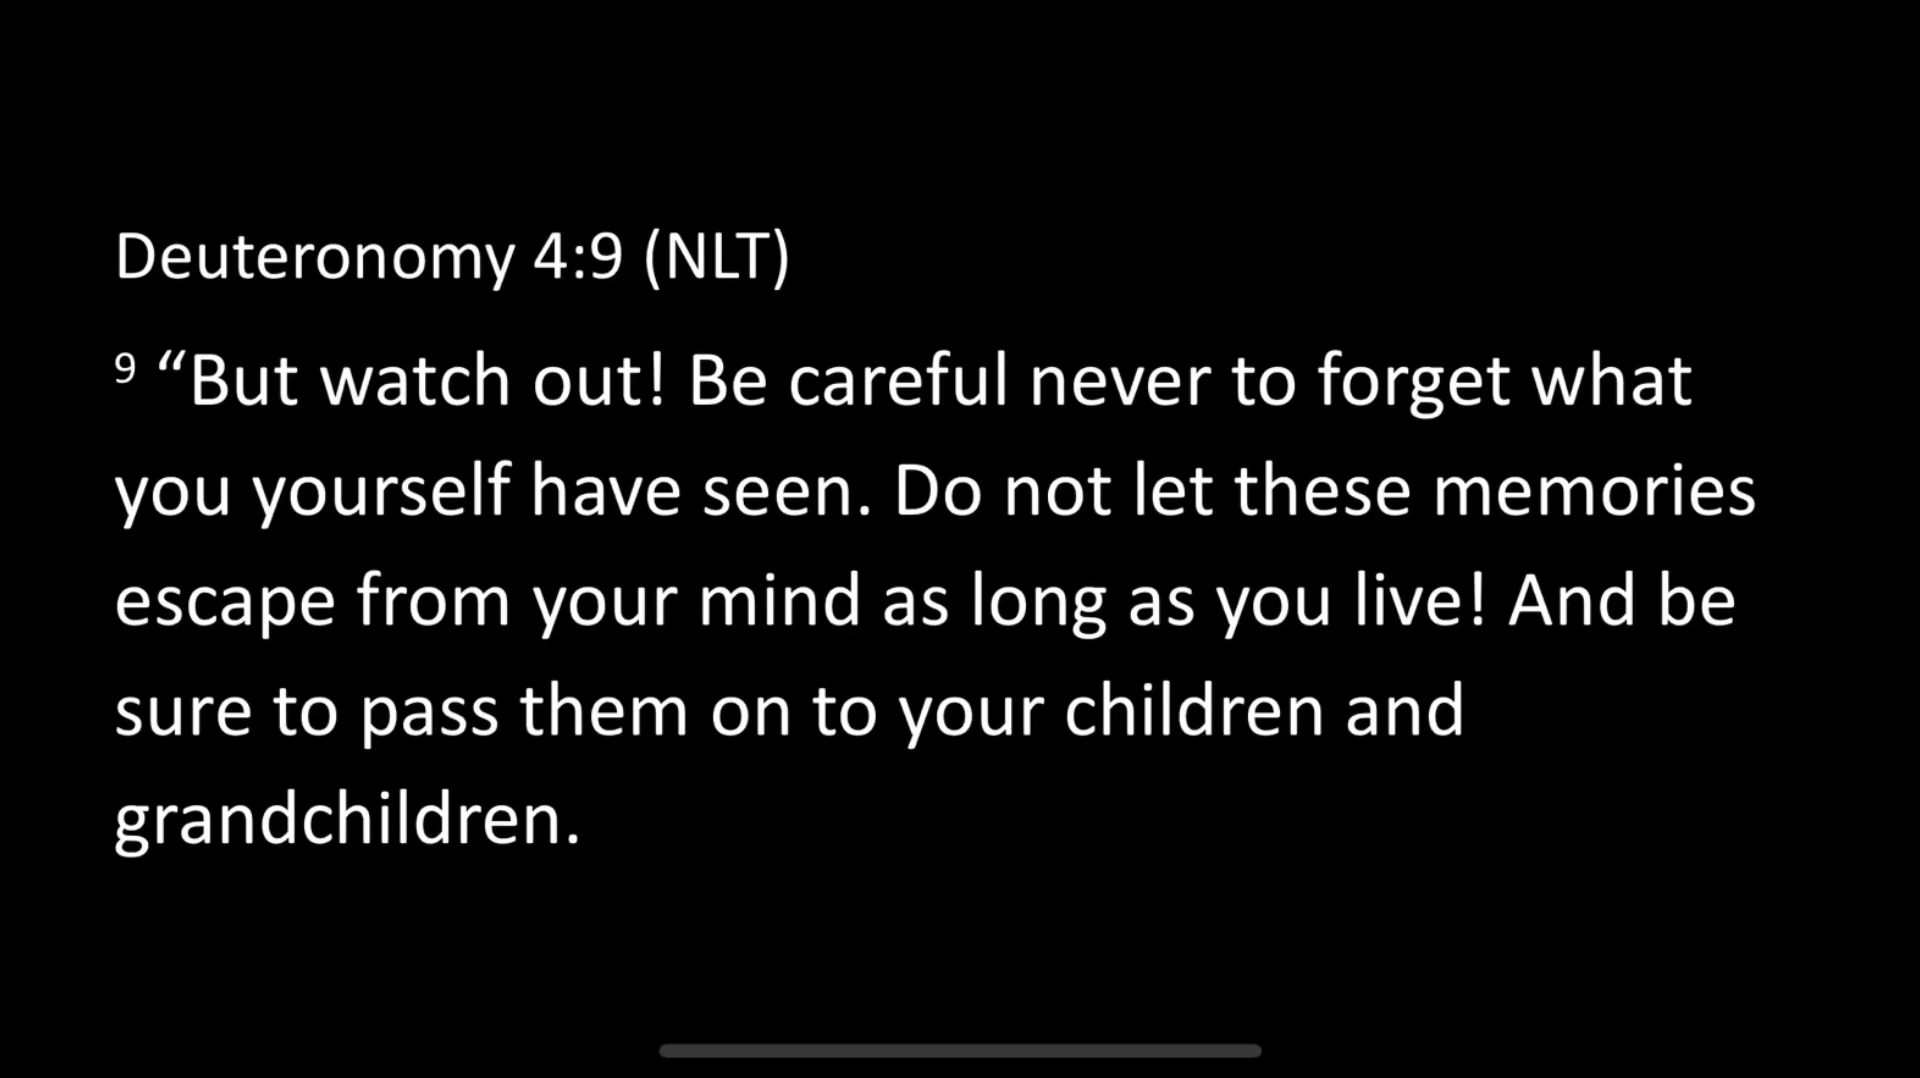 Deuteronomy 4:9 (NLT)
9 “But watch out! Be careful never to forget what
you yourself have seen. Do not let these memories
escape from your mind as long as you live! And be
sure to pass them on to your children and
grandchildren.